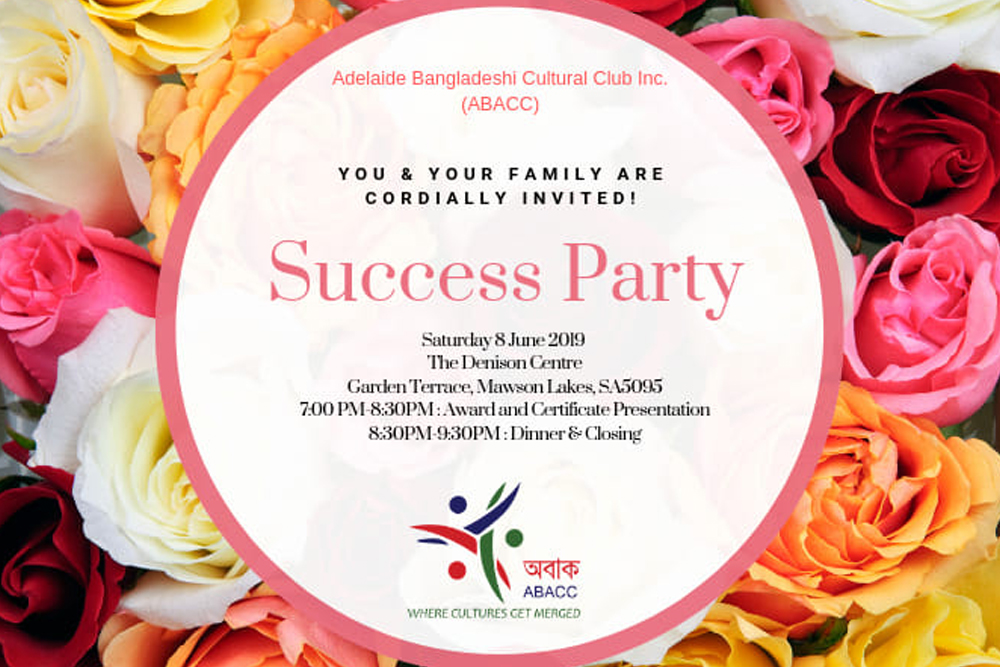 Adelaide Bangladeshi Cultural Club Inc.
(ABACC)
YOU & YOUR FAMILY ARE
CORDIALLY INVITED!
Success Party
Saturday 8 June 2019
The Denison Centre
Garden Terrace, Mawson Lakes, SA5095
7:00 PM-8:30PM : Award and Certificate Presentation
8:30PM-9:30PM : Dinner & Closing
অবাক
ABACC
WHERE CULTURES GET MERGED